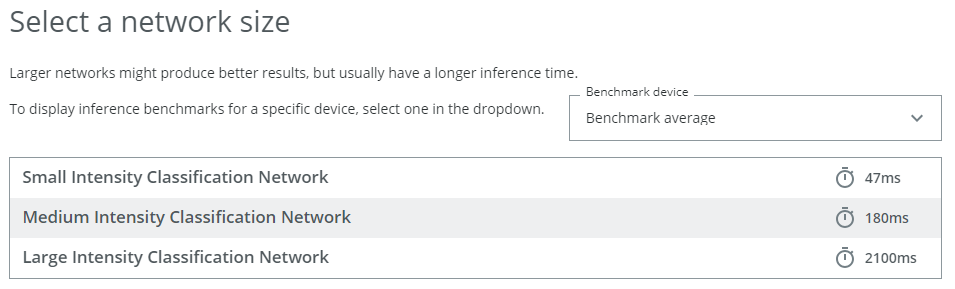 Select a network size
Larger networks might produce better results, but usually have a longer inference time.
To display inference benchmarks for a specific device, select one in the dropdown.
Benchmark device
Benchmark average
Small Intensity Classification Network 47ms
Medium Intensity Classification Network 180ms
Large Intensity Classification Network 2100ms